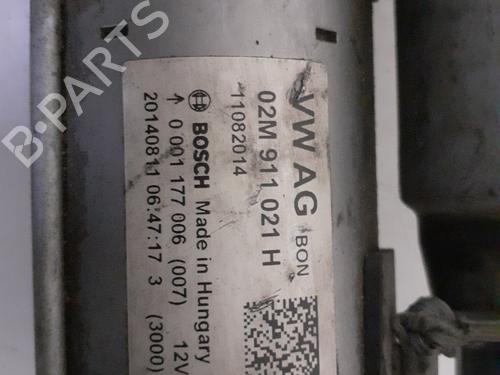 B-PARTS
VW AG
BON
02M 911 021 H
11082014
BOSCH Made in Hungary
↑ 0 001 177 006 (007) 12V
20140811 06:47:17 3 (3000)